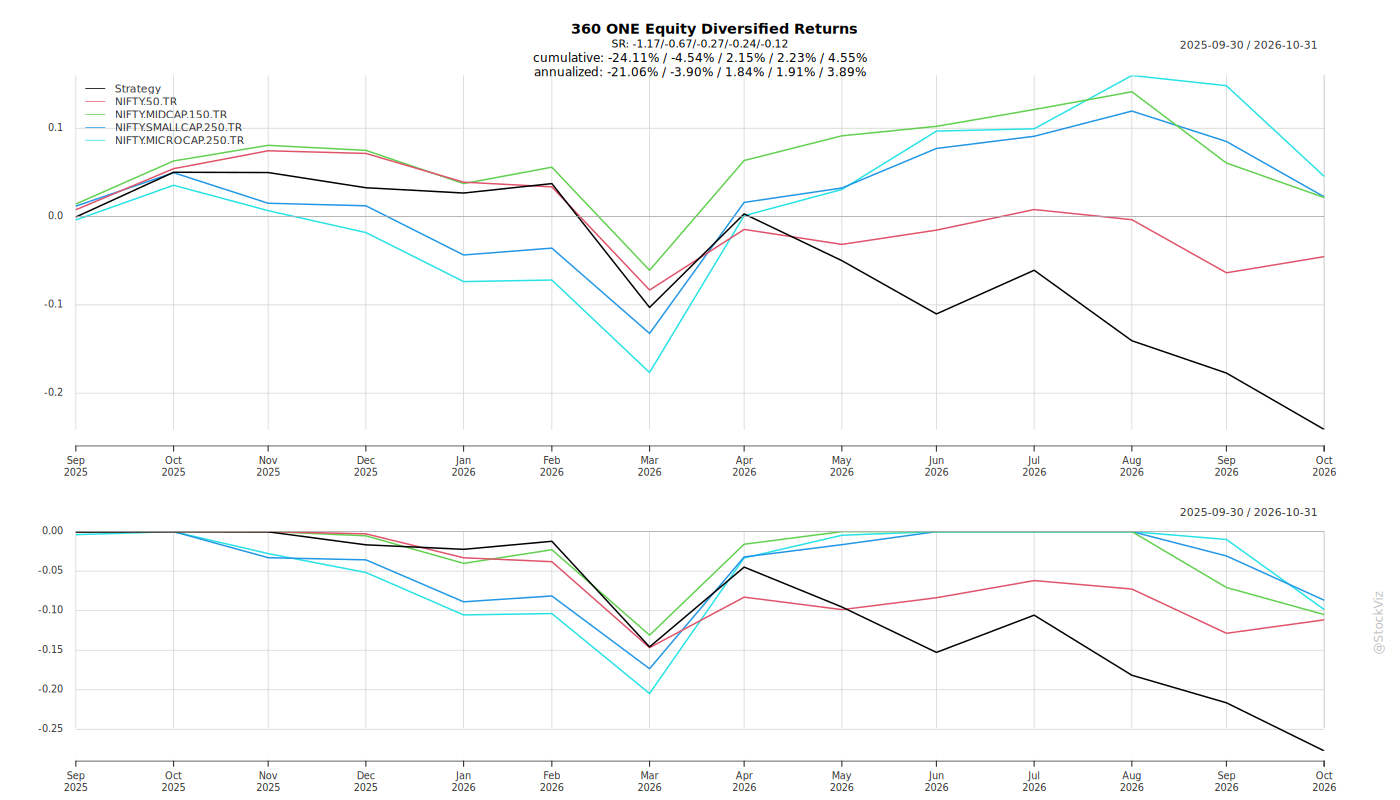 360 ONE Equity Diversified Returns
SR: -1.17/-0.67/-0.27/-0.24/-0.12
cumulative: -24.11% / -4.54% / 2.15% / 2.23% / 4.55%
annualized: -21.06% / -3.90% / 1.84% / 1.91% / 3.89%
2025-09-30 / 2026-10-31
Strategy
NIFTY.50.TR
NIFTY.MIDCAP.150.TR
NIFTY.SMALLCAP.250.TR
NIFTY.MICROCAP.250.TR
0.1
0.0
-0.1
-0.2
Sep Oct Nov Dec Jan Feb Mar Apr May Jun Jul Aug Sep Oct
2025 2025 2025 2025 2026 2026 2026 2026 2026 2026 2026 2026 2026 2026
2025-09-30 / 2026-10-31
0.00
-0.05
-0.10
-0.15
-0.20
-0.25
Sep Oct Nov Dec Jan Feb Mar Apr May Jun Jul Aug Sep Oct
2025 2025 2025 2025 2026 2026 2026 2026 2026 2026 2026 2026 2026 2026
@StockViz